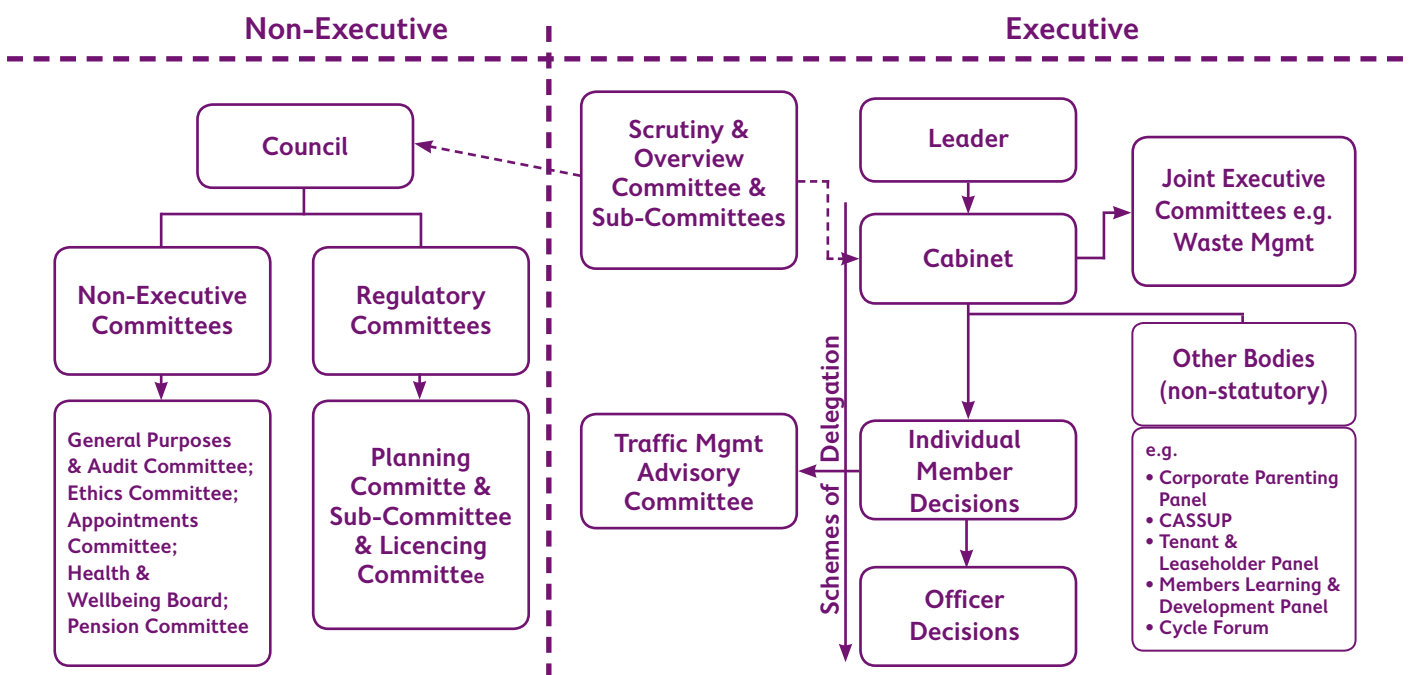 Non-Executive
Executive
Council
Non-Executive
Committees
Regulatory
Committees
General Purposes
& Audit Committee;
Ethics Committee;
Appointments
Committee;
Health &
Wellbeing Board;
Pension Committee
Planning
Committe &
Sub-Committee
& Licencing
Committee
Scrutiny &
Overview
Committee &
Sub-Committees
Leader
Cabinet
Joint Executive
Committees e.g.
Waste Mgmt
Schemes of Delegation
Other Bodies
(non-statutory)
Traffic Mgmt
Advisory
Committee
Individual
Member
Decisions
Officer
Decisions
e.g.
• Corporate Parenting
Panel
• CASSUP
• Tenant &
Leaseholder Panel
• Members Learning &
Development Panel
• Cycle Forum